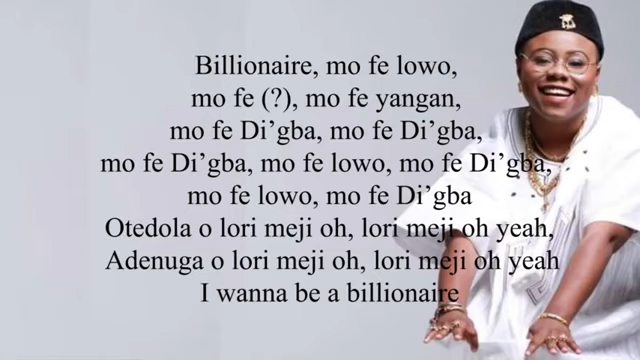 Billionaire, mo fe lowo,
mo fe (?), mo fe yangan,
mo fe Di’gba, mo fe Di’gba,
mo fe Di’gba, mo fe lowo, mo fe Di’gba,
mo fe lowo, mo fe Di’gba
Otedola o lori meji oh, lori meji oh yeah,
Adenuga o lori meji oh, lori meji oh yeah
I wanna be a billionaire